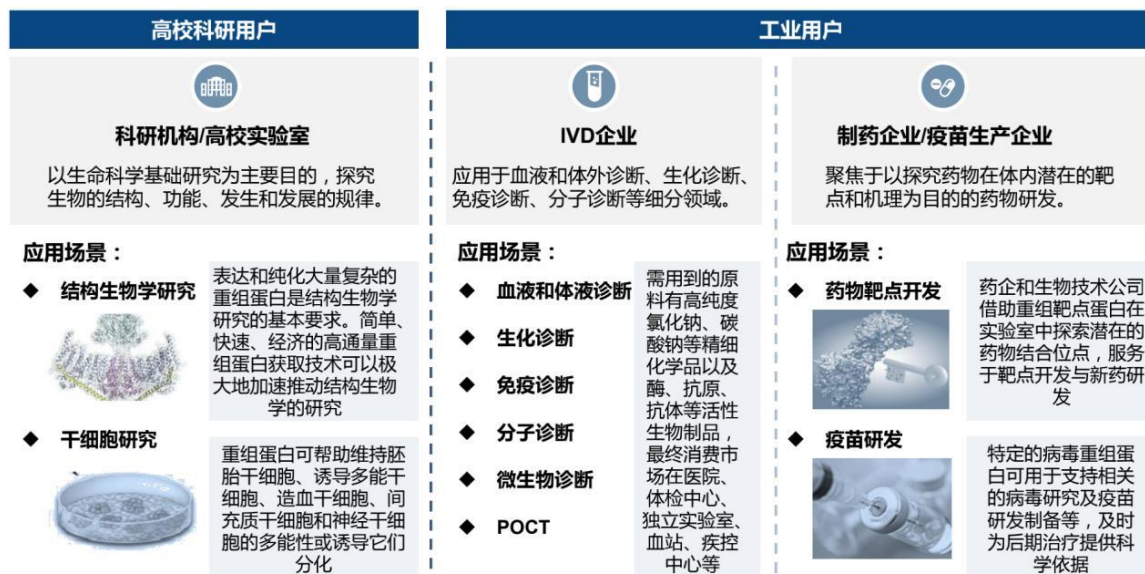 高校科研用户
工业用户
科研机构/高校实验室
以生命科学基础研究为主要目的，探究
生物的结构、功能、发生和发展的规律。
IVD企业
应用于血液和体外诊断、生化诊断、
免疫诊断、分子诊断等细分领域。
制药企业/疫苗生产企业
聚焦于以探究药物在体内潜在的靶
点和机理为目的的药物研发。
应用场景：
◆ 结构生物学研究
表达和纯化大量复杂的
重组蛋白是结构生物学
研究的基本要求。简单、
快速、经济的高通量重
组蛋白获取技术可以极
大地加速推动结构生物
学的研究
◆ 干细胞研究
重组蛋白可帮助维持胚
胎干细胞、诱导多能干
细胞、造血干细胞、间
充质干细胞和神经干细
胞的多能性或诱导它们
分化
应用场景：
◆ 血液和体液诊断
◆ 生化诊断
◆ 免疫诊断
◆ 分子诊断
◆ 微生物诊断
◆ POCT
需用到的原
料有高纯度
氯化钠、碳
酸钠等精细
化学品以及
酶、抗原、
抗体等活性
生物制品，
最终消费市
场在医院、
体检中心、
独立实验室、
血站、疾控
中心等
应用场景：
◆ 药物靶点开发
药企和生物技术公司
借助重组靶点蛋白在
实验室中探索潜在的
药物结合位点，服务
于靶点开发与新药研
发
◆ 疫苗研发
特定的病毒重组蛋
白可用于支持相关
的病毒研究及疫苗
研发制备等，及时
为后期治疗提供科
学依据